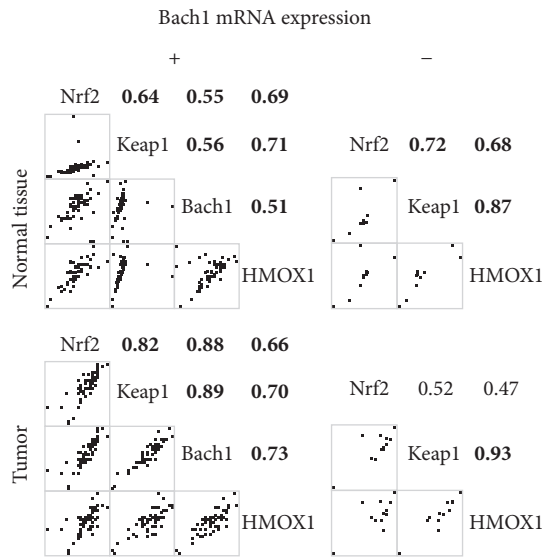 Bach1 mRNA expression
+ −
Nrf2 0.64 0.55 0.69
Keap1 0.56 0.71 Nrf2 0.72 0.68
Bach1 0.51 Keap1 0.87
HMOX1 HMOX1
Normal tissue
Nrf2 0.82 0.88 0.66
Keap1 0.89 0.70 Nrf2 0.52 0.47
Bach1 0.73 Keap1 0.93
HMOX1 HMOX1
Tumor